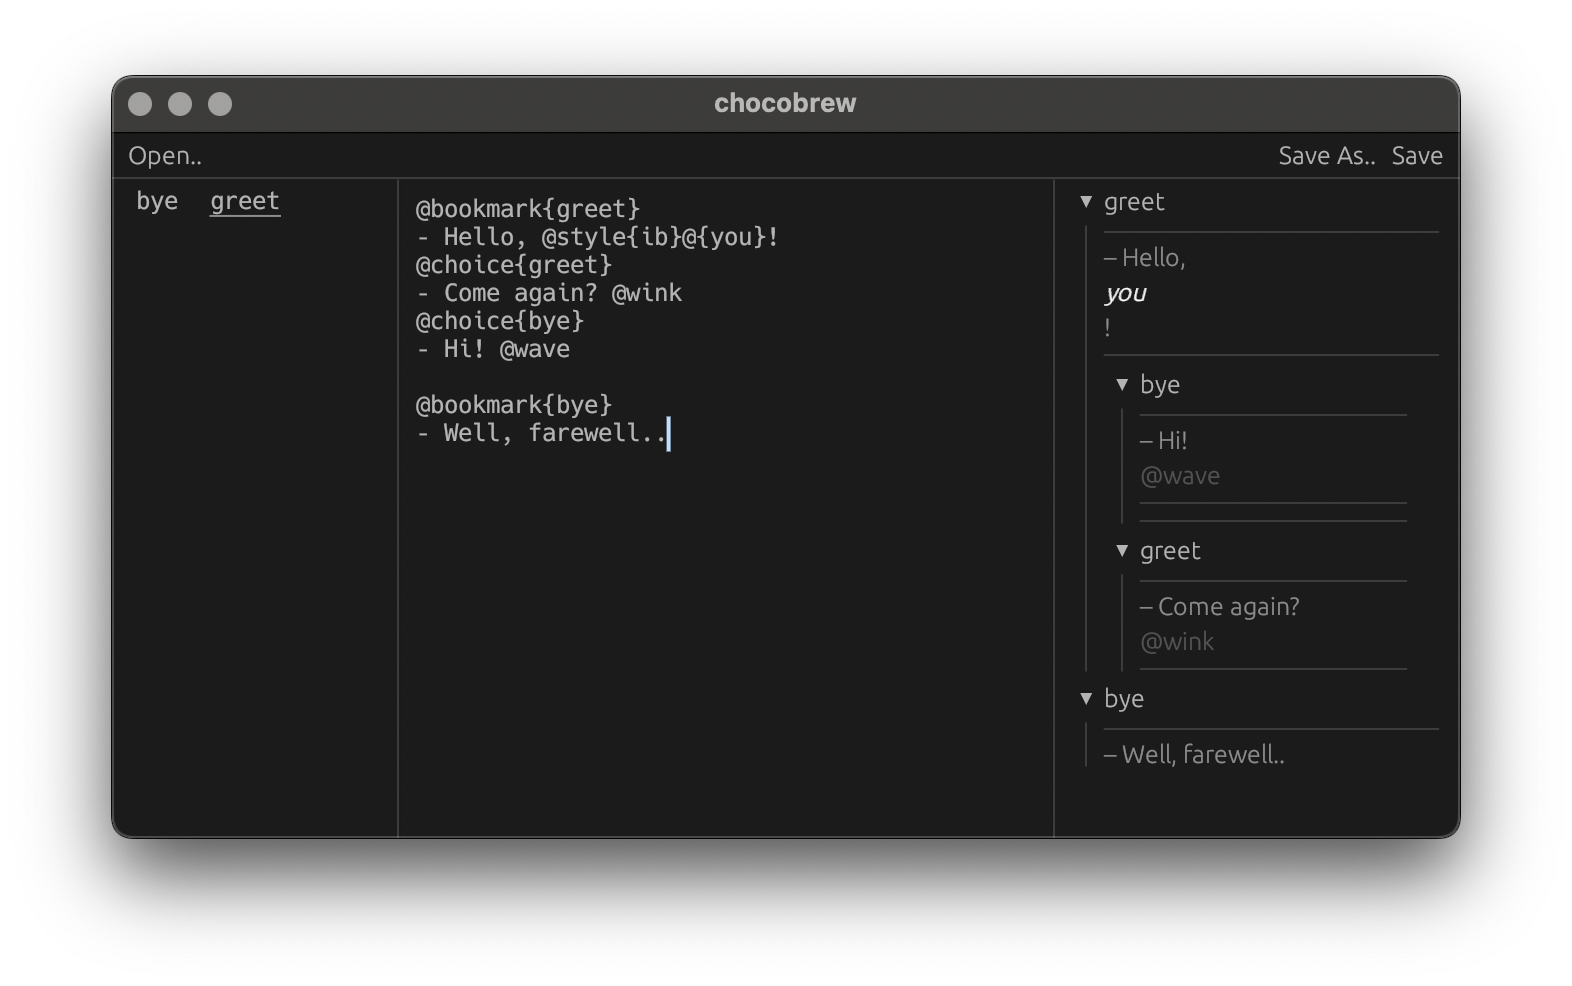 chocobrew
Open.. Save As.. Save
bye greet
@bookmark{greet}
- Hello, @style{ib}@{you}!
@choice{greet}
- Come again? @wink
@choice{bye}
- Hi! @wave
@bookmark{bye}
- Well, farewell..
▼ greet
– Hello,
you
!
▼ bye
– Hi!
@wave
▼ greet
– Come again?
@wink
▼ bye
– Well, farewell..